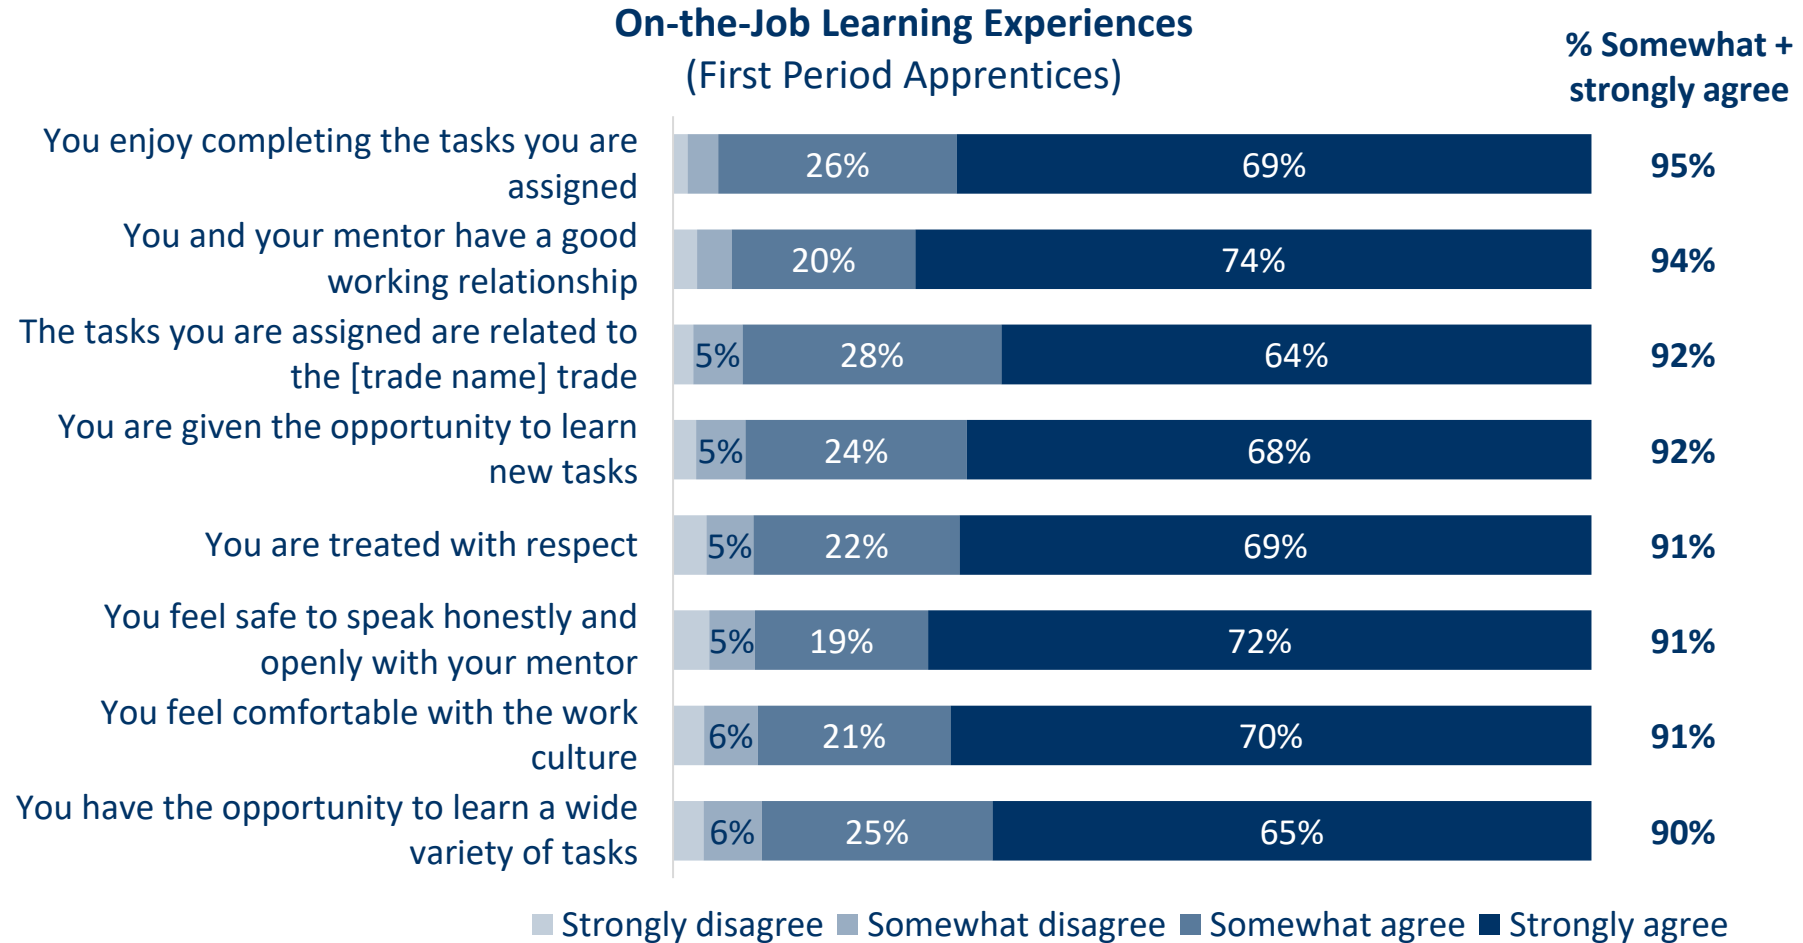 On-the-Job Learning Experiences
(First Period Apprentices)
% Somewhat +
strongly agree
You enjoy completing the tasks you are
assigned
26% 69% 95%
You and your mentor have a good
working relationship
20% 74% 94%
The tasks you are assigned are related to
the [trade name] trade
5% 28% 64% 92%
You are given the opportunity to learn
new tasks
5% 24% 68% 92%
You are treated with respect
5% 22% 69% 91%
You feel safe to speak honestly and
openly with your mentor
5% 19% 72% 91%
You feel comfortable with the work
culture
6% 21% 70% 91%
You have the opportunity to learn a wide
variety of tasks
6% 25% 65% 90%
Strongly disagree Somewhat disagree Somewhat agree Strongly agree